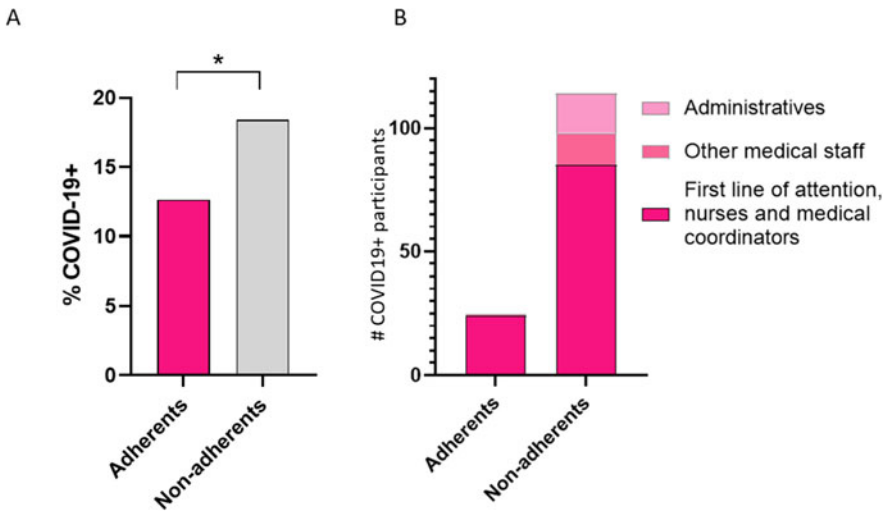 A
B
*
20
15
10
5
0
% COVID-19+
Adherents
Non-adherents
100
50
0
# COVID19+ participants
Adherents
Non-adherents
Administratives
Other medical staff
First line of attention,
nurses and medical
coordinators